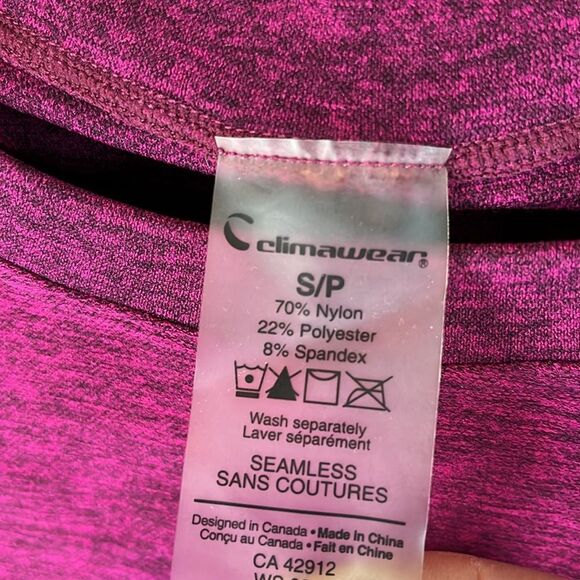 climawear®
S/P
70% Nylon
22% Polyester
8% Spandex
Wash separately
Laver séparément
SEAMLESS
SANS COUTURES
Designed in Canada • Made in China
Conçu au Canada • Fait en Chine
CA 42912